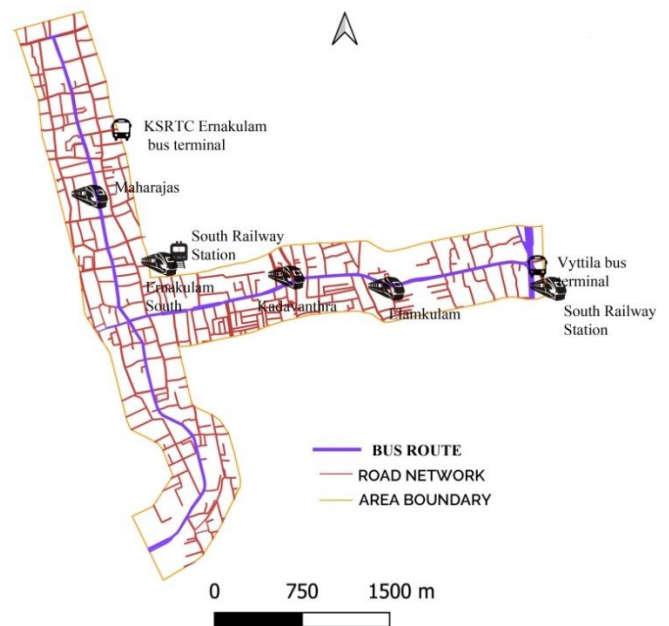 KSRTC Ernakulam
bus terminal
Maharajas
South Railway
Station
Ernakulam
South
Kadavanthra
Elamkulam
Vyttila bus
terminal
South Railway
Station
BUS ROUTE
ROAD NETWORK
AREA BOUNDARY
0 750 1500 m